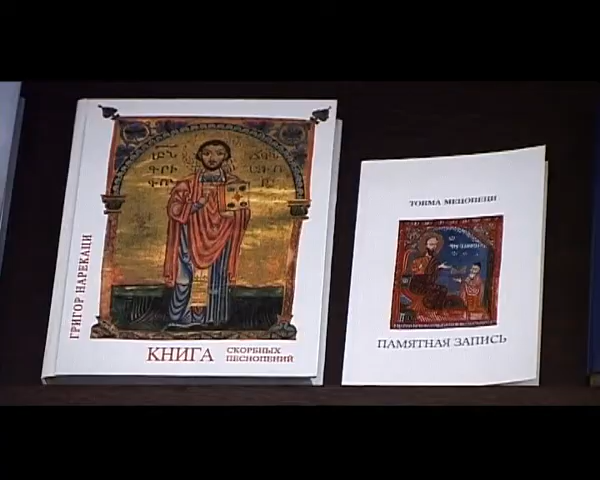 ГРИГОР НАРЕКАЦИ
КНИГА СКОРБНЫХ
ПЕСНОПЕНИЙ
ТОВМА МЕЦОПЕЦИ
ПАМЯТНАЯ ЗАПИСЬ